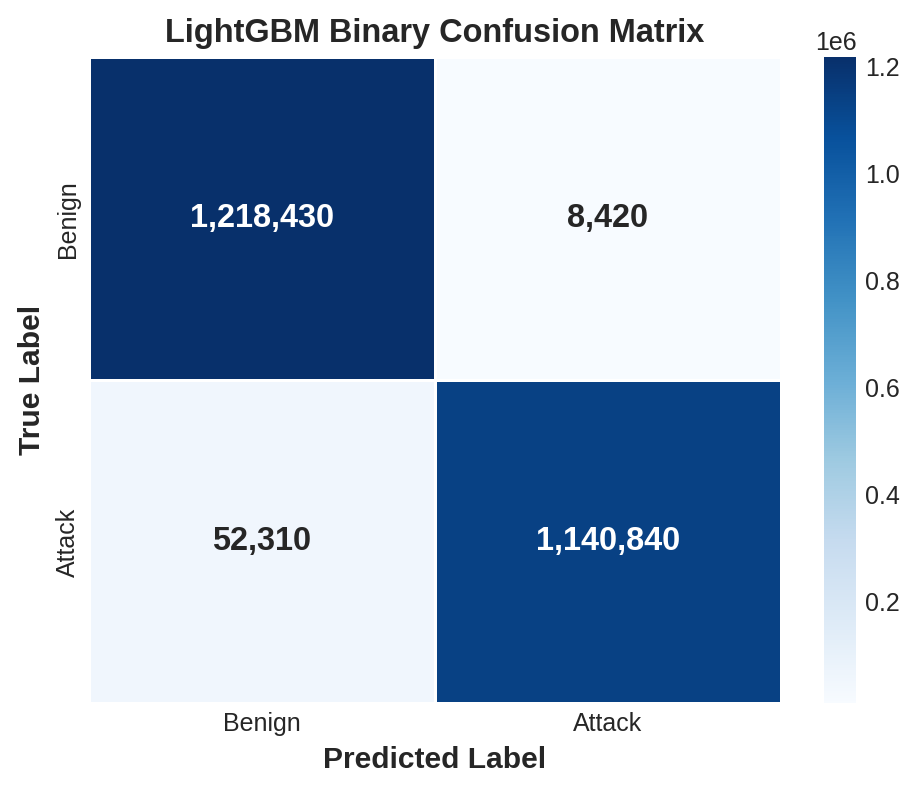 LightGBM Binary Confusion Matrix
1e6
1.2
1.0
0.8
0.6
0.4
0.2
True Label
Benign
1,218,430
8,420
Attack
52,310
1,140,840
Benign
Attack
Predicted Label